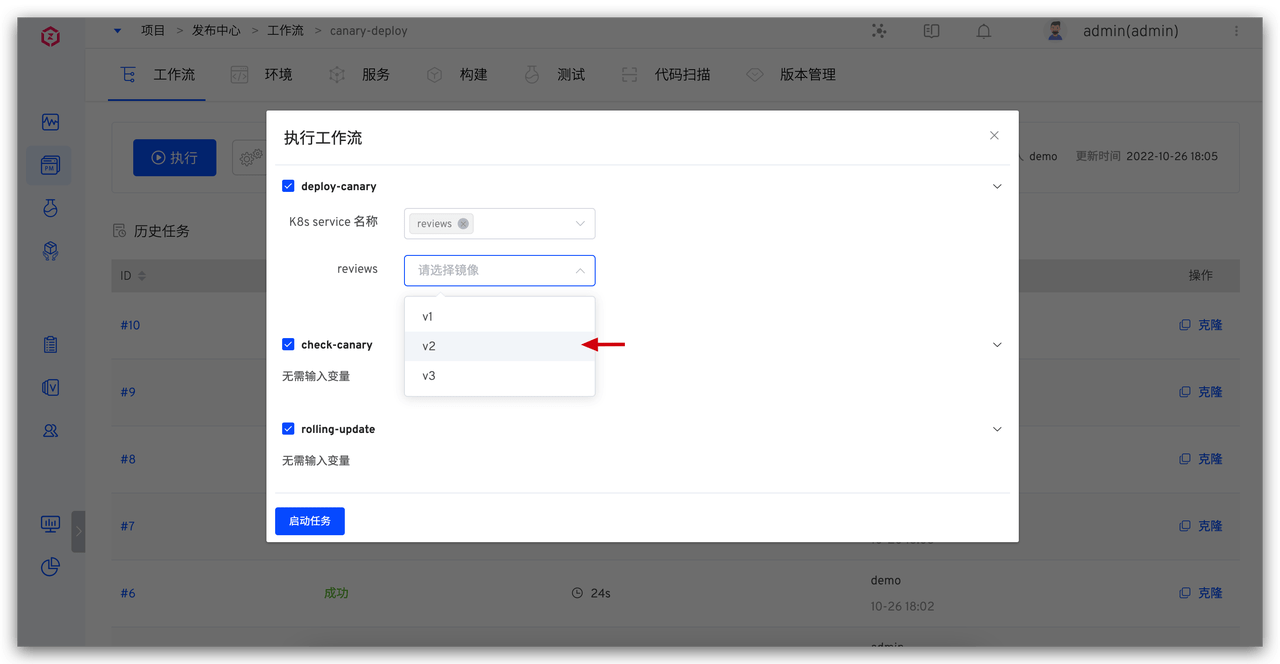 项目 > 发布中心 > 工作流 > canary-deploy
admin(admin)
工作流 环境 服务 构建 测试 代码扫描 版本管理
执行
demo 更新时间 2022-10-26 18:05
执行工作流
deploy-canary
K8s service 名称 reviews
reviews 请选择镜像
v1
v2
v3
check-canary
无需输入变量
rolling-update
无需输入变量
启动任务
历史任务
ID 操作
#10 克隆
#9 克隆
#8 克隆
#7 克隆
#6 成功 24s demo 克隆
10-26 18:02